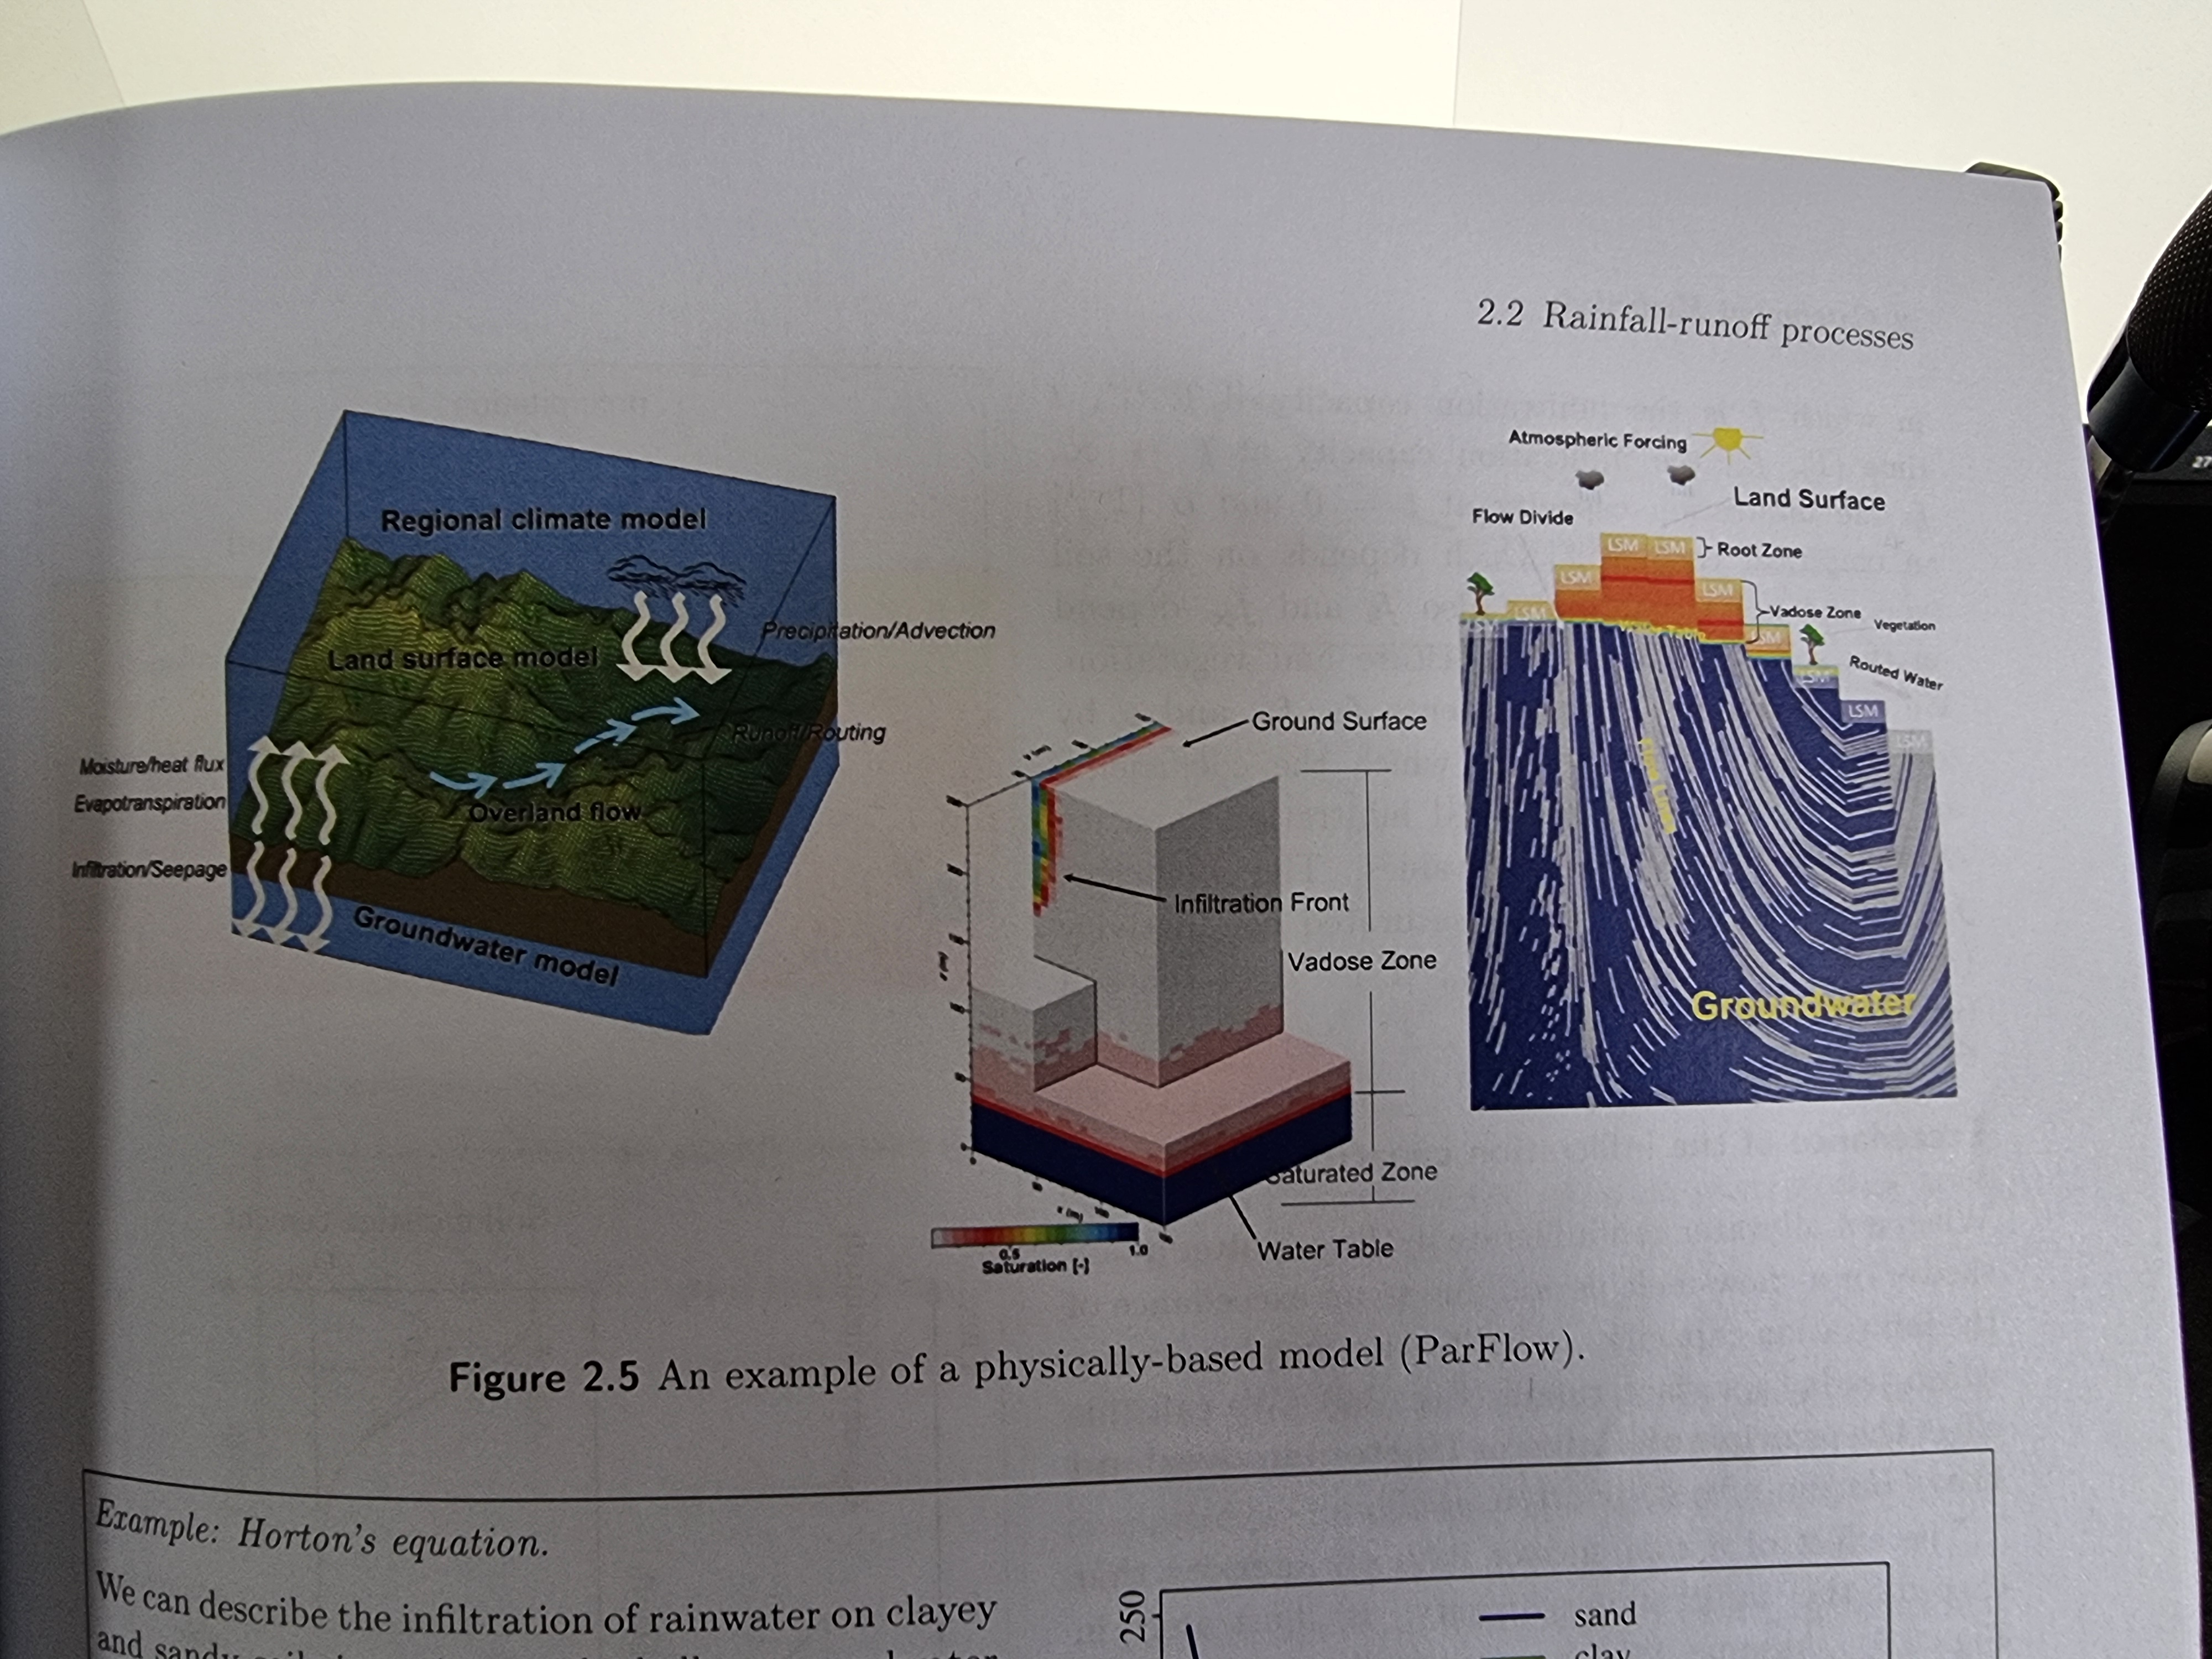 2.2 Rainfall-runoff processes
Regional climate model
Land surface model
Precipitation/Advection
Runoff/Routing
Moisture/heat flux
Evapotranspiration
Overland flow
Infiltration/Seepage
Groundwater model
Ground Surface
Infiltration Front
Vadose Zone
Saturated Zone
Water Table
0.5
1.0
Saturation [-]
Atmospheric Forcing
Land Surface
Flow Divide
LSM LSM
Root Zone
LSM
LSM
LSM
Vadose Zone
Vegetation
LSM
Water Table
LSM
Routed Water
LSM
LSM
LSM
Flow Lines
Groundwater
Figure 2.5 An example of a physically-based model (ParFlow).
Example: Horton's equation.
We can describe the infiltration of rainwater on clayey
250
sand
clay